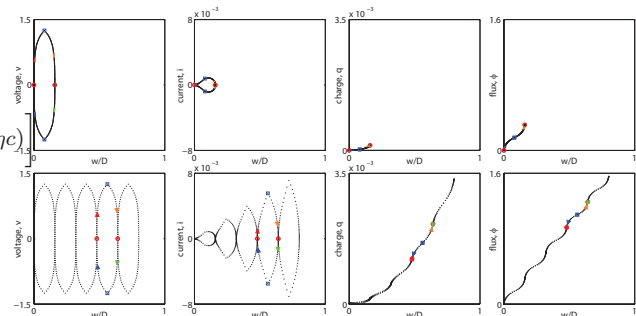 x 10 ⁻³
x 10 ⁻³
1.5
8
3.5
1.6
voltage, v
current, i
charge, q
flux, ϕ
0
0
ηc)
−1.5
−8
0
0
0
1
0
1
0
1
0
1
w/D
w/D
w/D
w/D
x 10 ⁻³
x 10 ⁻³
1.5
8
3.5
1.6
voltage, v
current, i
charge, q
flux, ϕ
0
0
−1.5
−8
0
0
0
1
0
1
0
1
0
1
w/D
w/D
w/D
w/D